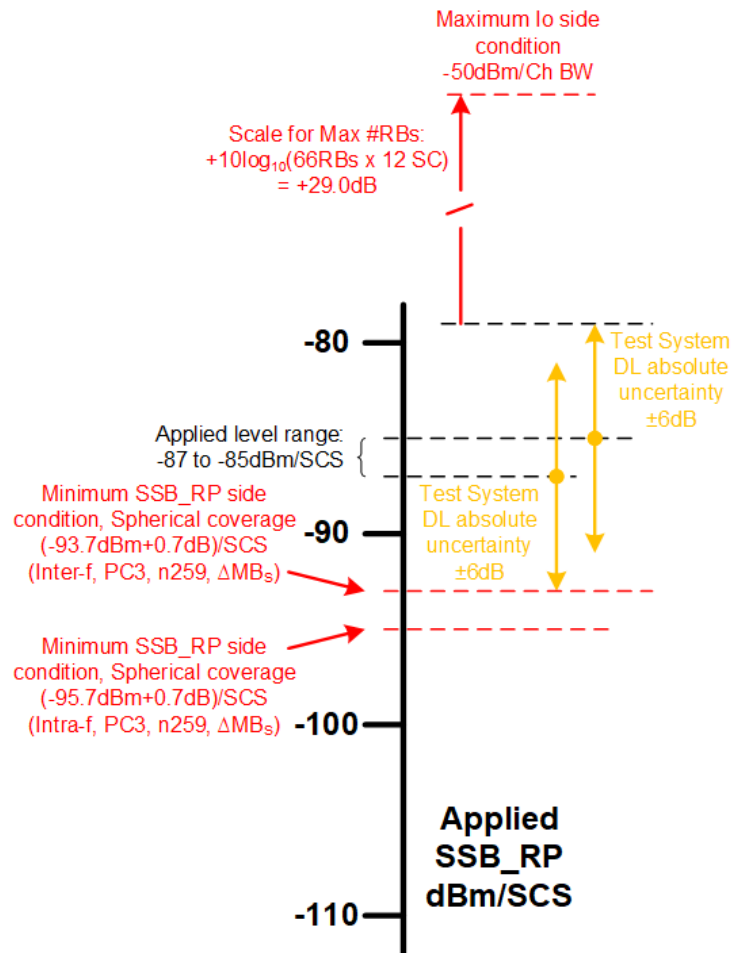 Maximum Io side
condition
-50dBm/Ch BW
Scale for Max #RBs:
+10log₁₀(66RBs x 12 SC)
= +29.0dB
-80
Test System
DL absolute
uncertainty
±6dB
Applied level range:
-87 to -85dBm/SCS
{
Minimum SSB_RP side
condition, Spherical coverage
(-93.7dBm+0.7dB)/SCS
(Inter-f, PC3, n259, ΔMBₛ)
Test System
DL absolute
uncertainty
±6dB
-90
Minimum SSB_RP side
condition, Spherical coverage
(-95.7dBm+0.7dB)/SCS
(Intra-f, PC3, n259, ΔMBₛ)
-100
Applied
SSB_RP
dBm/SCS
-110